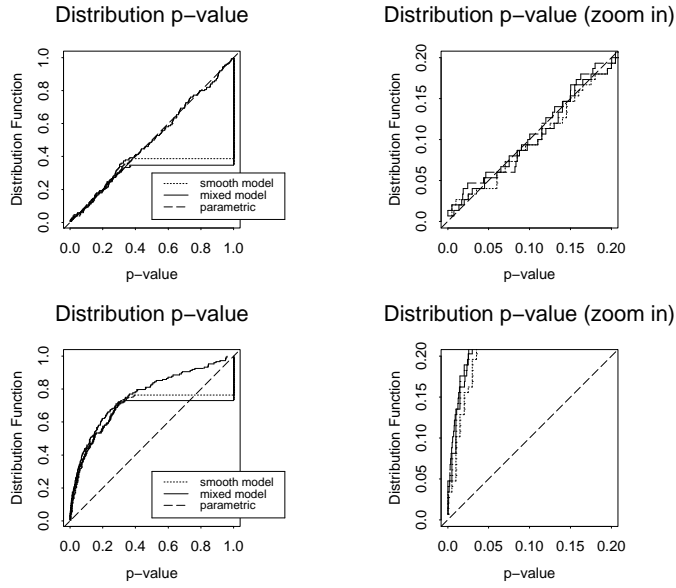 Distribution p−value
Distribution Function
0.0 0.2 0.4 0.6 0.8 1.0
smooth model
mixed model
parametric
0.0 0.2 0.4 0.6 0.8 1.0
p−value
Distribution p−value (zoom in)
Distribution Function
0.00 0.05 0.10 0.15 0.20
0.00 0.05 0.10 0.15 0.20
p−value
Distribution p−value
Distribution Function
0.0 0.2 0.4 0.6 0.8 1.0
smooth model
mixed model
parametric
0.0 0.2 0.4 0.6 0.8 1.0
p−value
Distribution p−value (zoom in)
Distribution Function
0.00 0.05 0.10 0.15 0.20
0.00 0.05 0.10 0.15 0.20
p−value